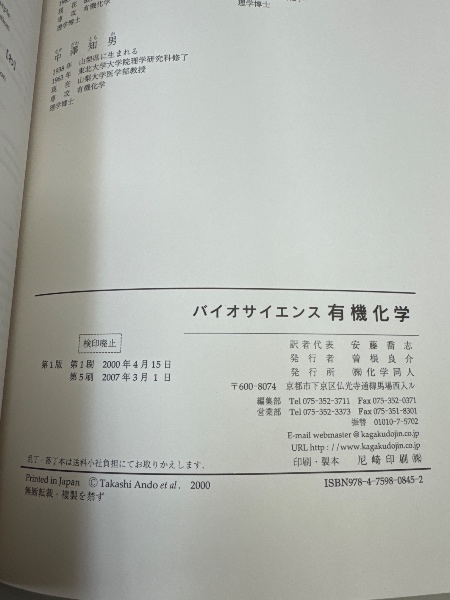 専攻 有機化学
理学博士
理学博士
中澤知男
1938年 山梨県に生まれる
1963年 東北大学大学院理学研究科修了
現在 山梨大学医学部教授
専攻 有機化学
理学博士
バイオサイエンス有機化学
検印廃止
第1版 第1刷 2000年4月15日
第5刷 2007年3月1日
訳者代表 安藤喬志
発行者 曽根良介
発行所 ㈱化学同人
〒600-8074 京都市下京区仏光寺通柳馬場西入ル
編集部 Tel 075-352-3711 Fax 075-352-0371
営業部 Tel 075-352-3373 Fax 075-351-8301
振替 01010-7-5702
E-mail webmaster@kagakudojin.co.jp
URL http://www.kagakudojin.co.jp
印刷・製本 尼崎印刷㈱
乱丁・落丁本は送料小社負担にてお取りかえします。
Printed in Japan © Takashi Ando et al. 2000
無断転載・複製を禁ず
ISBN978-4-7598-0845-2